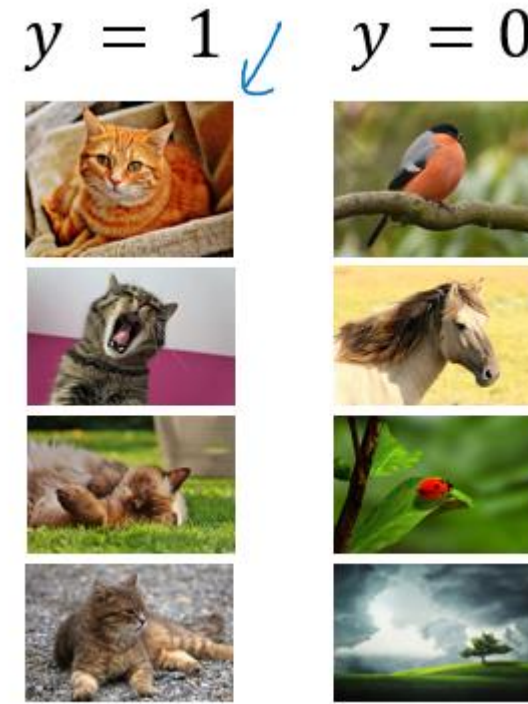 y = 1
y = 0